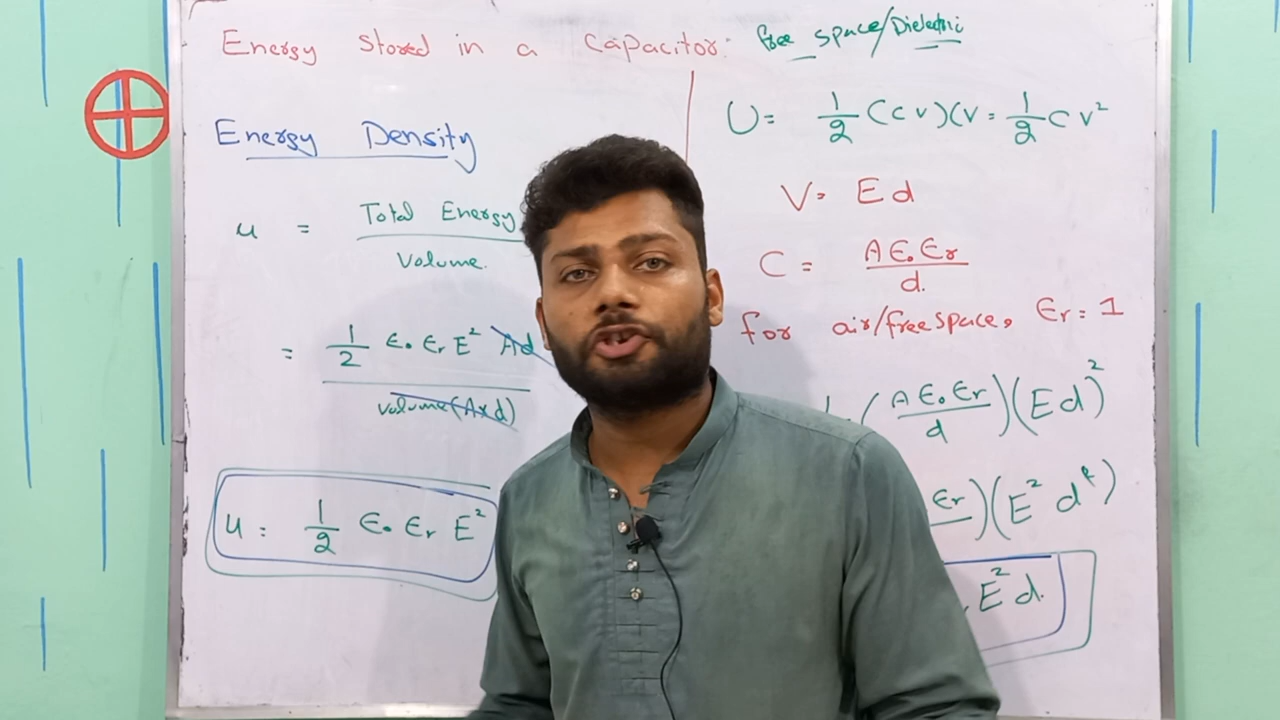 Energy Stored in a Capacitor: free space/Dielectric
Energy Density
u = Total Energy
Volume.
= 1/2 ϵ₀ ϵr E² Ad
volume(A×d)
u = 1/2 ϵ₀ ϵr E²
U = 1/2 (CV)(V = 1/2 CV²
V = Ed
C = Aϵ₀ϵr
d.
for air/freespace, ϵr = 1
(Aϵ₀ϵr/d)(Ed)²
ϵr)(E² d²)
E²d.